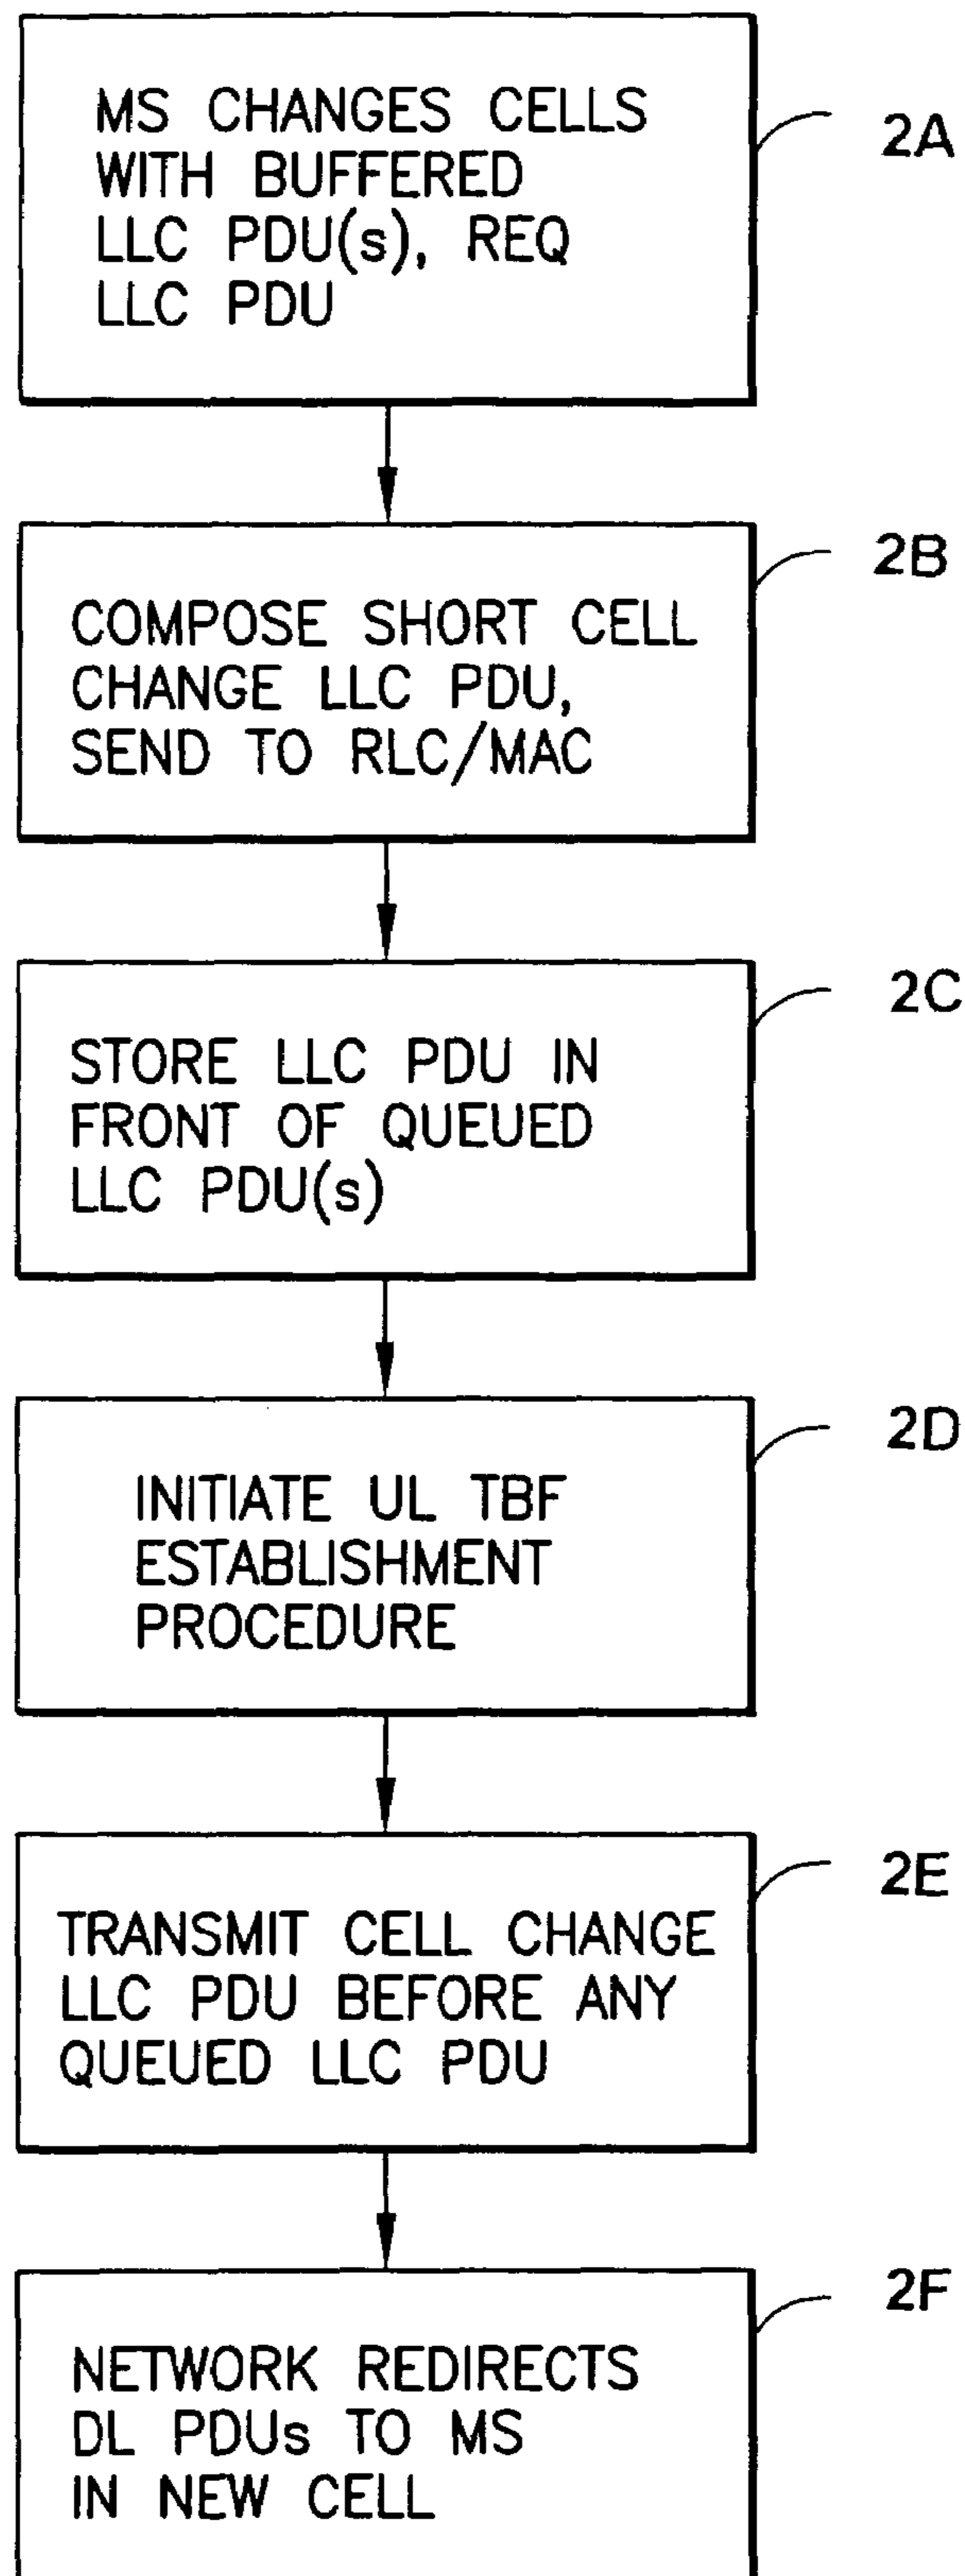 MS CHANGES CELLS
WITH BUFFERED
LLC PDU(s), REQ
LLC PDU
2A
COMPOSE SHORT CELL
CHANGE LLC PDU,
SEND TO RLC/MAC
2B
STORE LLC PDU IN
FRONT OF QUEUED
LLC PDU(s)
2C
INITIATE UL TBF
ESTABLISHMENT
PROCEDURE
2D
TRANSMIT CELL CHANGE
LLC PDU BEFORE ANY
QUEUED LLC PDU
2E
NETWORK REDIRECTS
DL PDUs TO MS
IN NEW CELL
2F